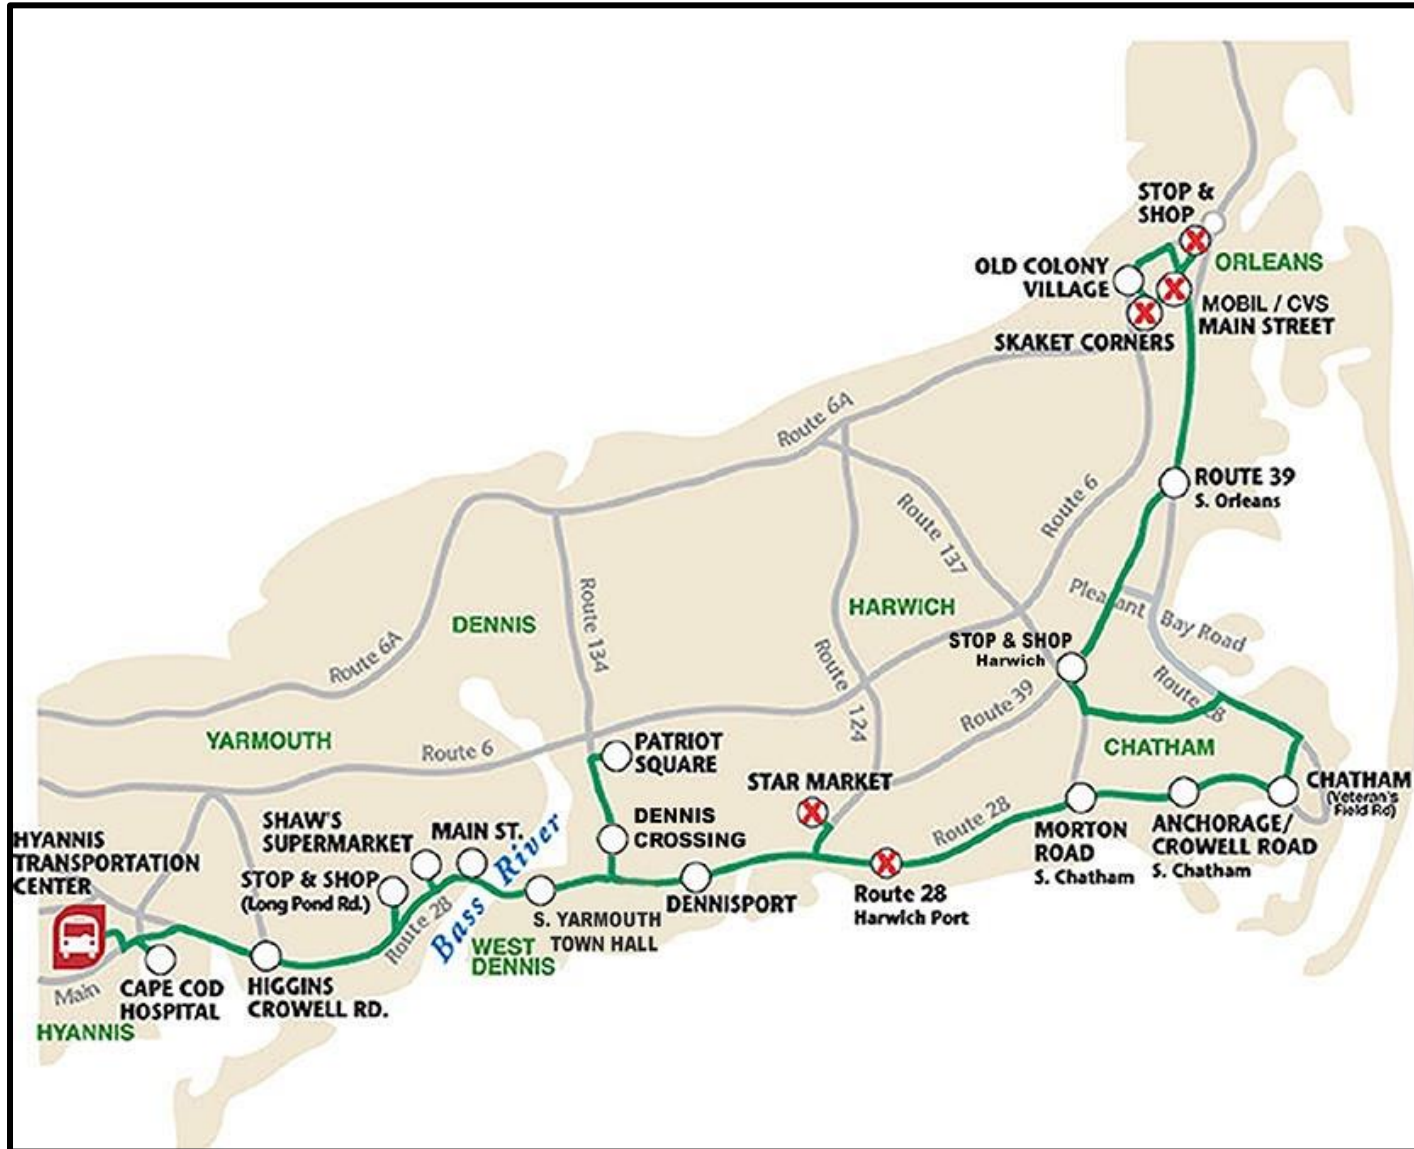 STOP &
SHOP
ORLEANS
OLD COLONY
VILLAGE
MOBIL / CVS
MAIN STREET
SKAKET CORNERS
Route 6A
ROUTE 39
S. Orleans
Route 6
Route 137
Pleasant Bay Road
HARWICH
DENNIS
Route 134
STOP & SHOP
Harwich
Route 6A
Route 124
Route 39
Route 28
YARMOUTH
Route 6
PATRIOT
SQUARE
CHATHAM
STAR MARKET
CHATHAM
(Veteran's
Field Rd)
DENNIS
CROSSING
SHAW'S
SUPERMARKET
MAIN ST.
Bass River
HYANNIS
TRANSPORTATION
CENTER
STOP & SHOP
(Long Pond Rd.)
Route 28
Route 28
MORTON
ROAD
S. Chatham
ANCHORAGE/
CROWELL ROAD
S. Chatham
DENNISPORT
Route 28
Harwich Port
S. YARMOUTH
TOWN HALL
WEST
DENNIS
Main
CAPE COD
HOSPITAL
HIGGINS
CROWELL RD.
HYANNIS